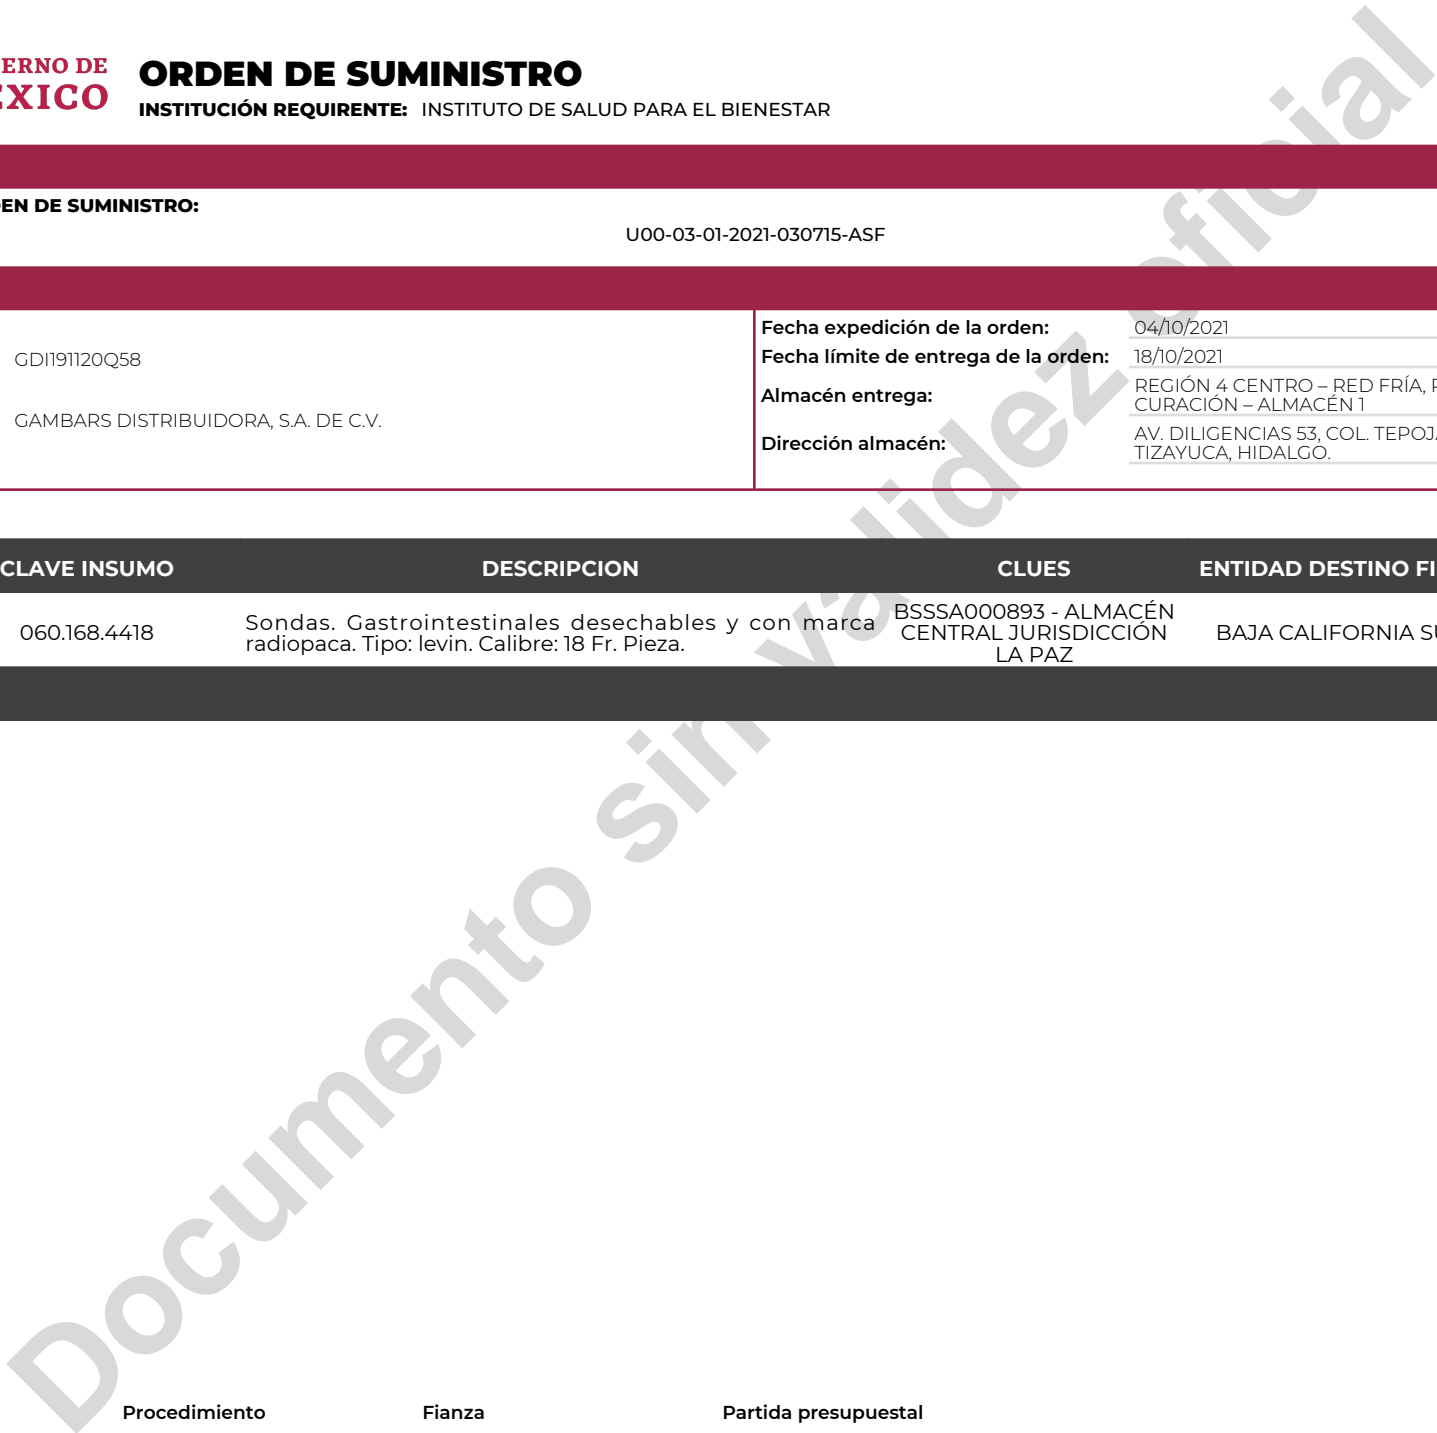 ERNO DE
EXICO
ORDEN DE SUMINISTRO
INSTITUCIÓN REQUIRENTE: INSTITUTO DE SALUD PARA EL BIENESTAR
EN DE SUMINISTRO:
U00-03-01-2021-030715-ASF
GDI191120Q58
GAMBARS DISTRIBUIDORA, S.A. DE C.V.
Fecha expedición de la orden: 04/10/2021
Fecha límite de entrega de la orden: 18/10/2021
Almacén entrega: REGIÓN 4 CENTRO – RED FRÍA,
CURACIÓN – ALMACÉN 1
Dirección almacén: AV. DILIGENCIAS 53, COL. TEPOJA
TIZAYUCA, HIDALGO.
CLAVE INSUMO DESCRIPCION CLUES ENTIDAD DESTINO FI
060.168.4418
Sondas. Gastrointestinales desechables y con marca
radiopaca. Tipo: levin. Calibre: 18 Fr. Pieza.
BSSSA000893 - ALMACÉN
CENTRAL JURISDICCIÓN
LA PAZ
BAJA CALIFORNIA SU
Documento sin validez oficial
Procedimiento Fianza Partida presupuestal